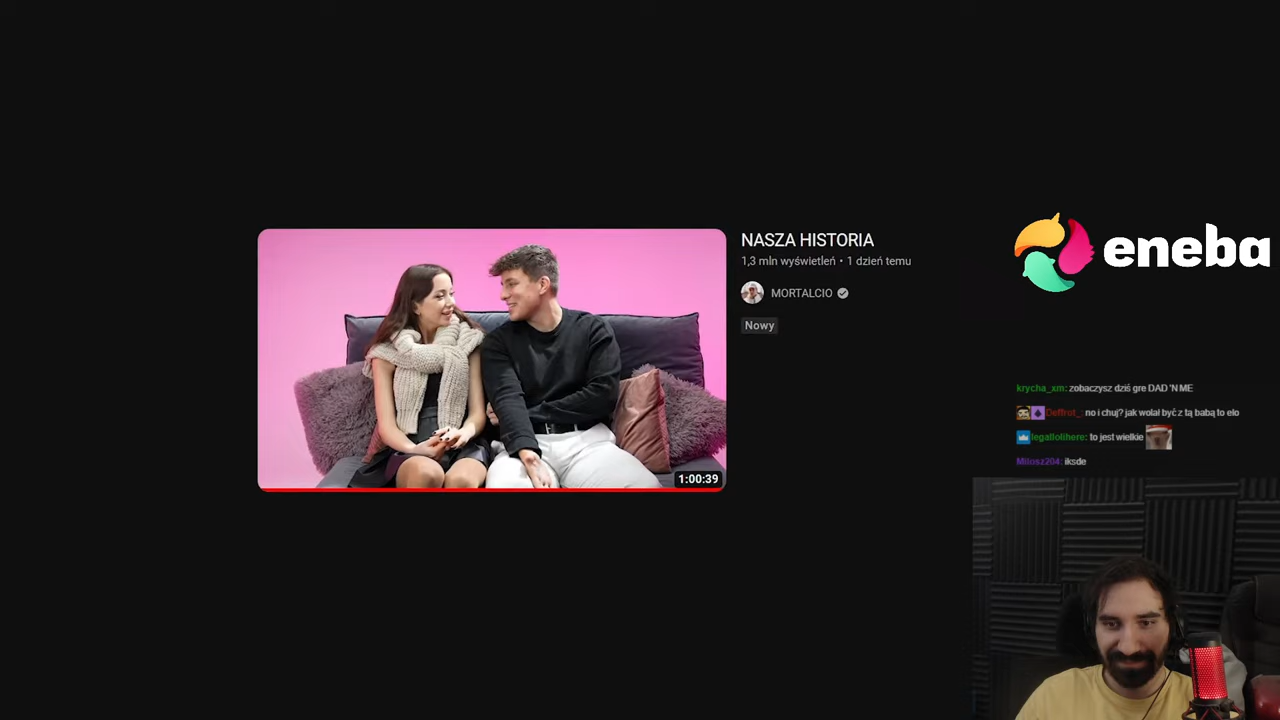 NASZA HISTORIA
1,3 mln wyświetleń • 1 dzień temu
MORTALCIO
Nowy
1:00:39
eneba
krycha_xm: zobaczysz dziś gre DAD 'N ME
Deffrot_: no i chuj? jak wolał być z tą babą to elo
legallolihere: to jest wielkie
Milosz204: iksde